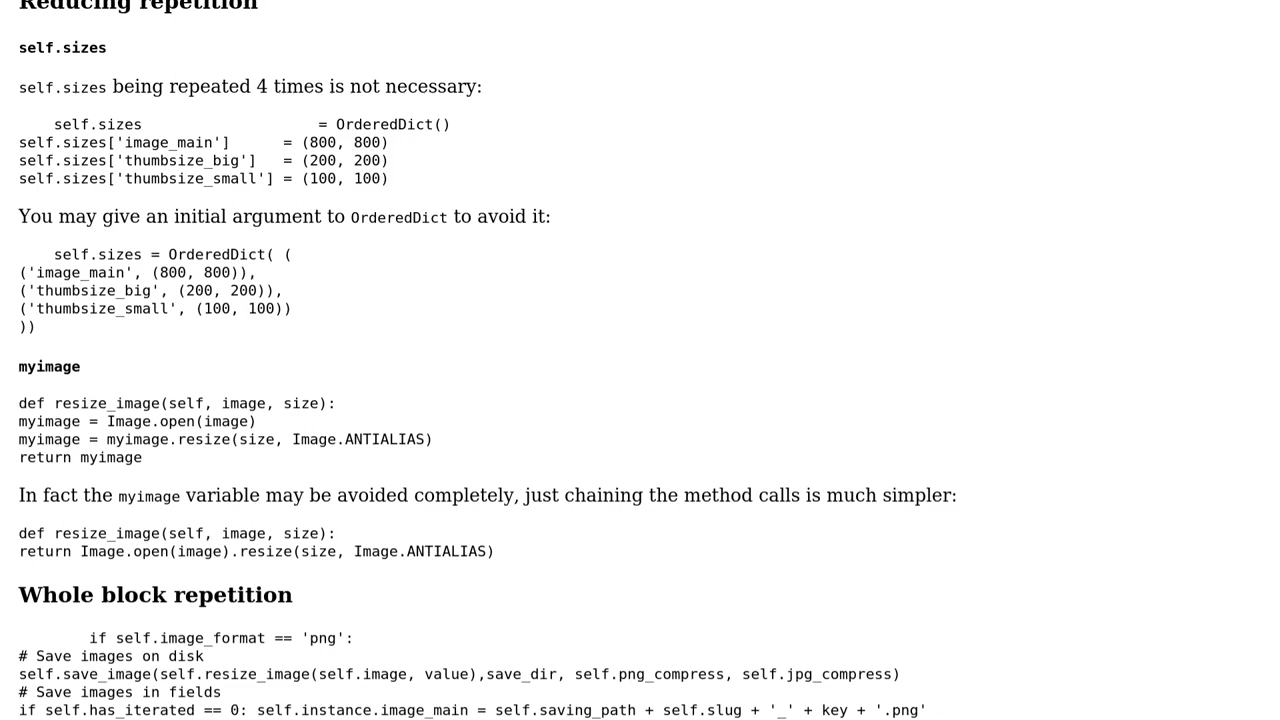 Reducing repetition
self.sizes
self.sizes being repeated 4 times is not necessary:
    self.sizes                    = OrderedDict()
self.sizes['image_main']      = (800, 800)
self.sizes['thumbsize_big']   = (200, 200)
self.sizes['thumbsize_small'] = (100, 100)
You may give an initial argument to OrderedDict to avoid it:
    self.sizes = OrderedDict( (
('image_main', (800, 800)),
('thumbsize_big', (200, 200)),
('thumbsize_small', (100, 100))
))
myimage
def resize_image(self, image, size):
myimage = Image.open(image)
myimage = myimage.resize(size, Image.ANTIALIAS)
return myimage
In fact the myimage variable may be avoided completely, just chaining the method calls is much simpler:
def resize_image(self, image, size):
return Image.open(image).resize(size, Image.ANTIALIAS)
Whole block repetition
        if self.image_format == 'png':
# Save images on disk
self.save_image(self.resize_image(self.image, value),save_dir, self.png_compress, self.jpg_compress)
# Save images in fields
if self.has_iterated == 0: self.instance.image_main = self.saving_path + self.slug + '_' + key + '.png'